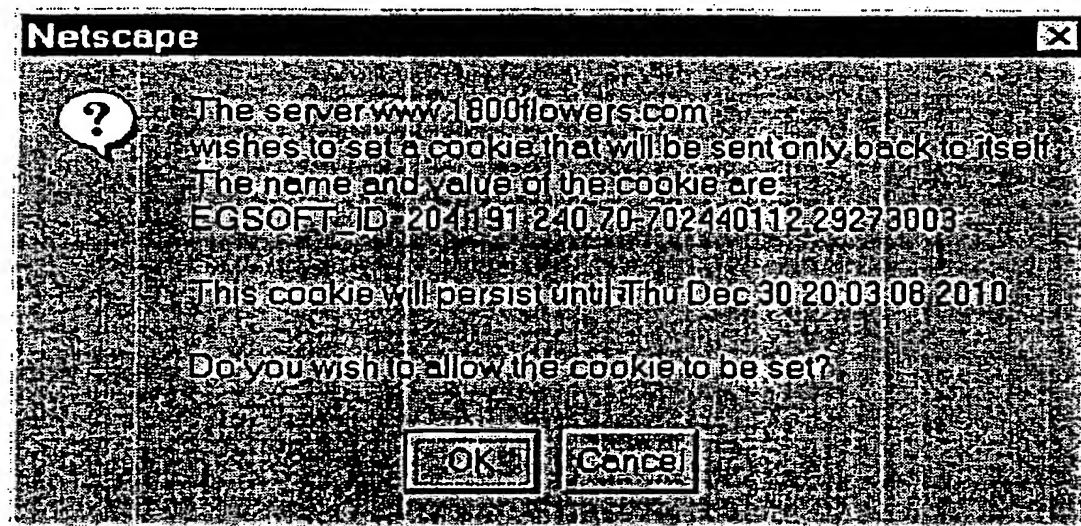 Netscape
The server www.1800flowers.com
wishes to set a cookie that will be sent only back to itself
The name and value of the cookie are:
EGSOFT_ID=204.191.240.70-702440112.29273003
This cookie will persist until Thu Dec 30 20:03:08 2010
Do you wish to allow the cookie to be set?
OK
Cancel